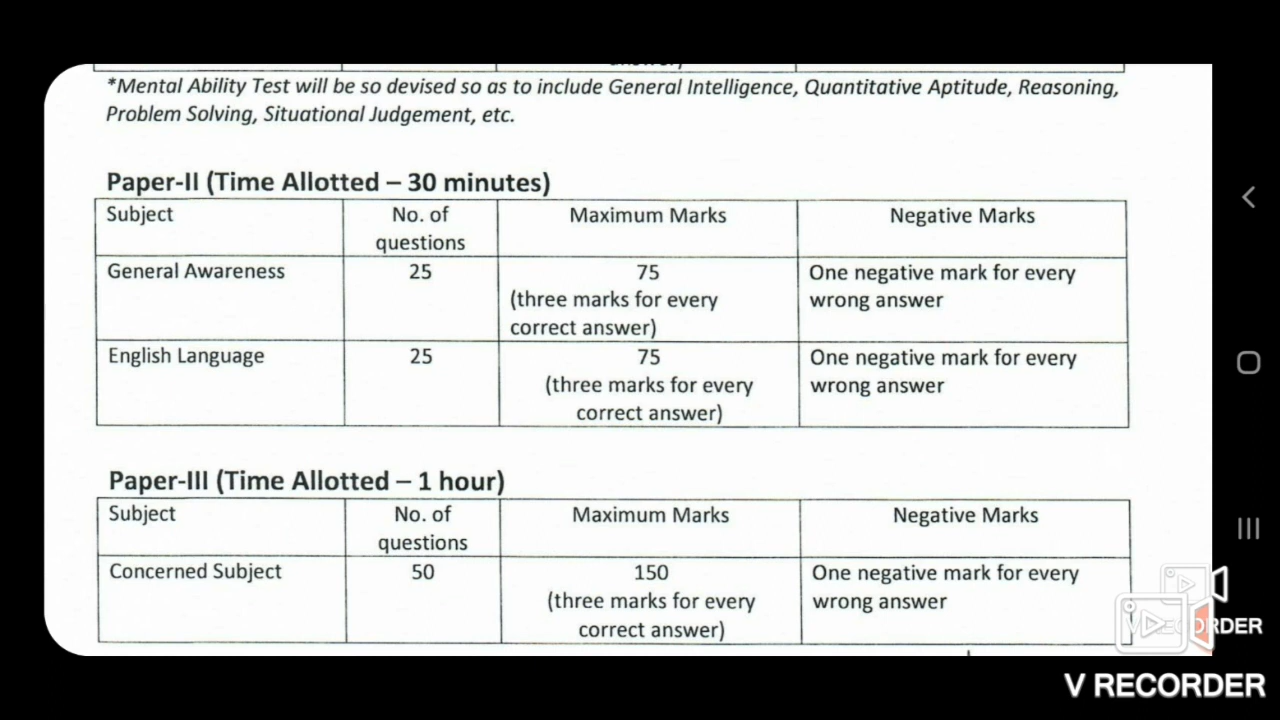 answer)
*Mental Ability Test will be so devised so as to include General Intelligence, Quantitative Aptitude, Reasoning,
Problem Solving, Situational Judgement, etc.
Paper-II (Time Allotted – 30 minutes)
Subject No. of questions Maximum Marks Negative Marks
General Awareness 25 75 (three marks for every correct answer) One negative mark for every wrong answer
English Language 25 75 (three marks for every correct answer) One negative mark for every wrong answer
Paper-III (Time Allotted – 1 hour)
Subject No. of questions Maximum Marks Negative Marks
Concerned Subject 50 150 (three marks for every correct answer) One negative mark for every wrong answer
V RECORDER
V RECORDER